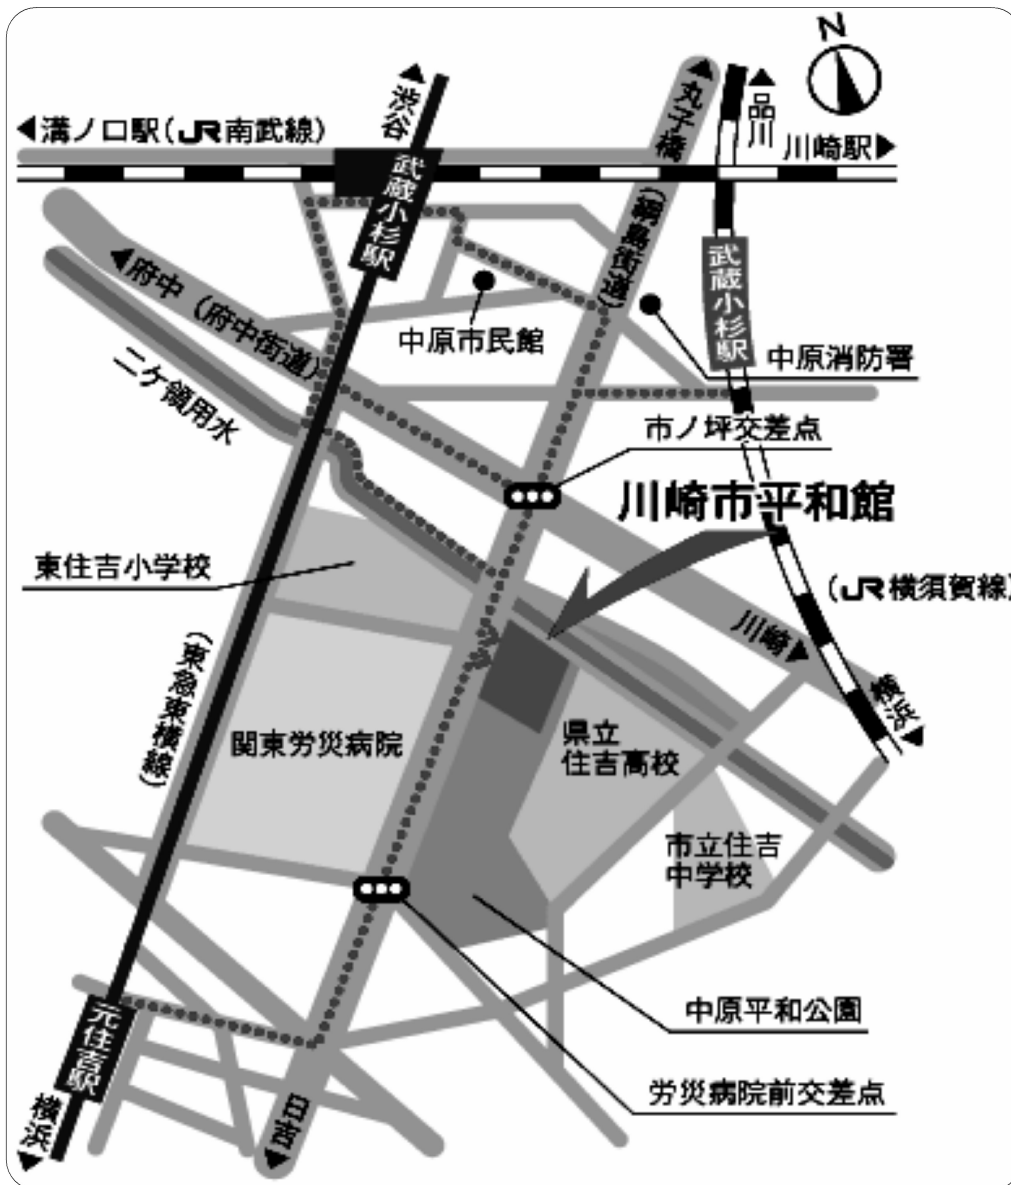 N
渋谷
丸子橋
品川
溝ノ口駅(JR南武線)
川崎駅
武蔵小杉駅
(綱島街道)
武蔵小杉駅
府中(府中街道)
中原市民館
中原消防署
二ケ領用水
市ノ坪交差点
川崎市平和館
東住吉小学校
(JR横須賀線)
川崎
横浜
(東急東横線)
関東労災病院
県立
住吉高校
市立住吉
中学校
中原平和公園
元住吉駅
労災病院前交差点
横浜
日吉